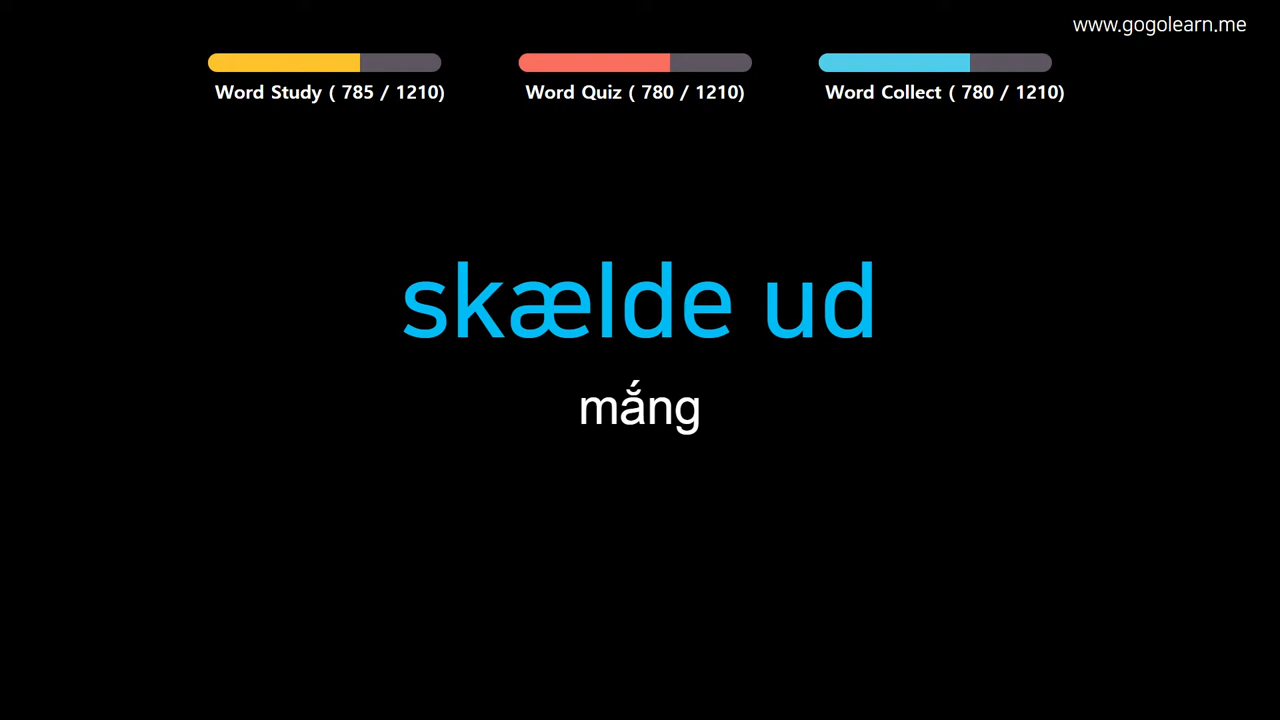 www.gogolearn.me
Word Study ( 785 / 1210)
Word Quiz ( 780 / 1210)
Word Collect ( 780 / 1210)
skælde ud
mắng